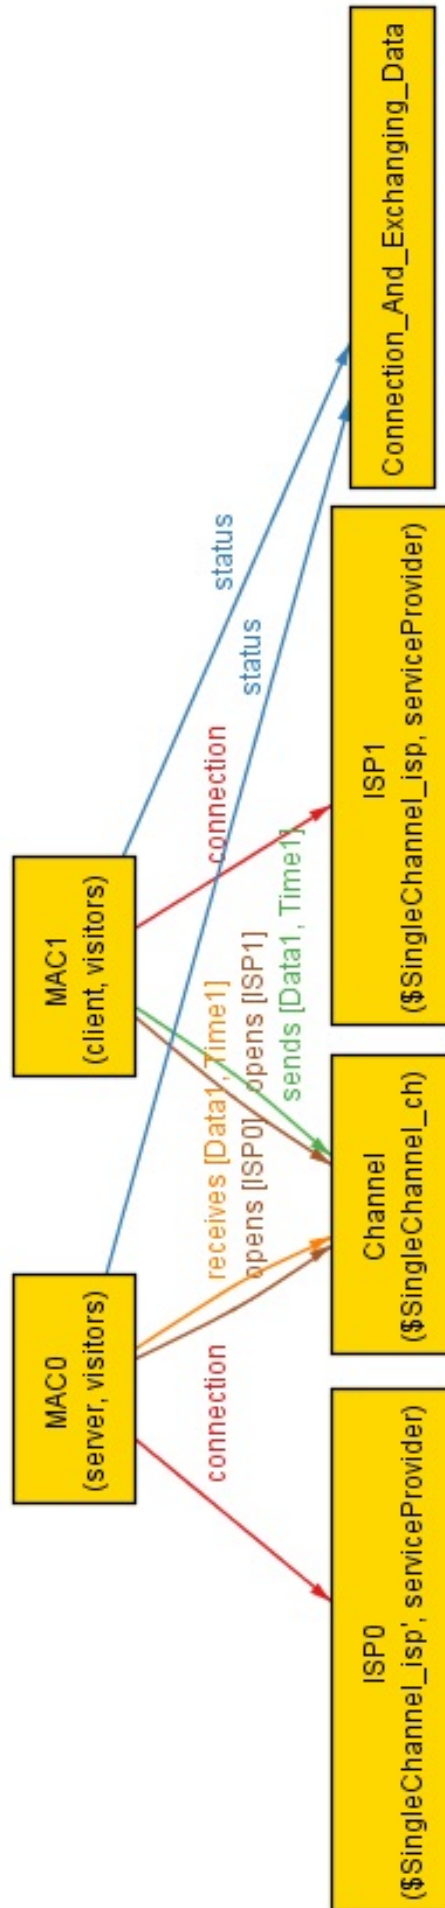 MAC0
(server, visitors)
MAC1
(client, visitors)
connection
receives [Data1, Time1]
opens [ISP0]
opens [ISP1]
sends [Data1, Time1]
connection
status
status
ISP0
($SingleChannel_isp', serviceProvider)
Channel
($SingleChannel_ch)
ISP1
($SingleChannel_isp, serviceProvider)
Connection_And_Exchanging_Data